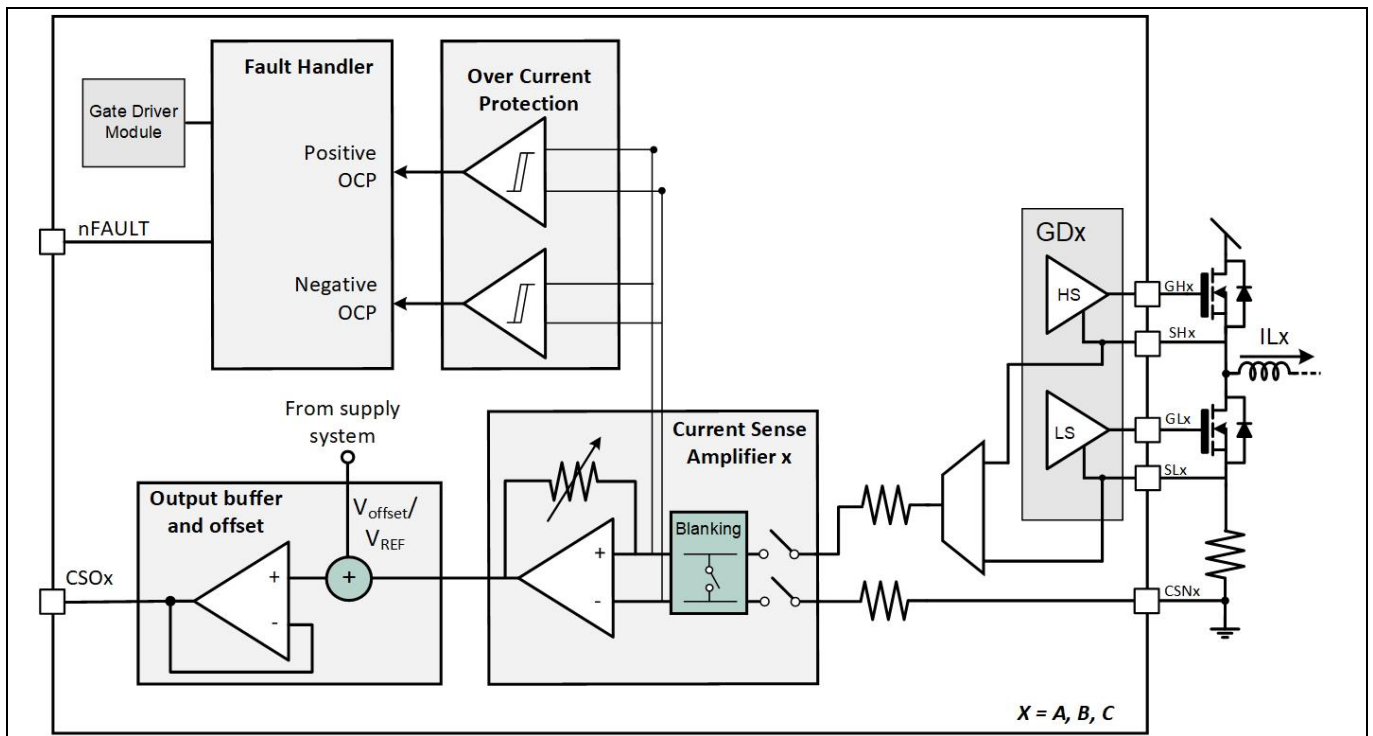 Fault Handler
Gate Driver
Module
Over Current
Protection
Positive
OCP
Negative
OCP
nFAULT
GDx
HS
GHx
SHx
ILx
LS
GLx
SLx
From supply
system
Current Sense
Amplifier x
Output buffer
and offset
Voffset/
VREF
Blanking
+
-
+
+
-
CSOx
CSNx
X = A, B, C